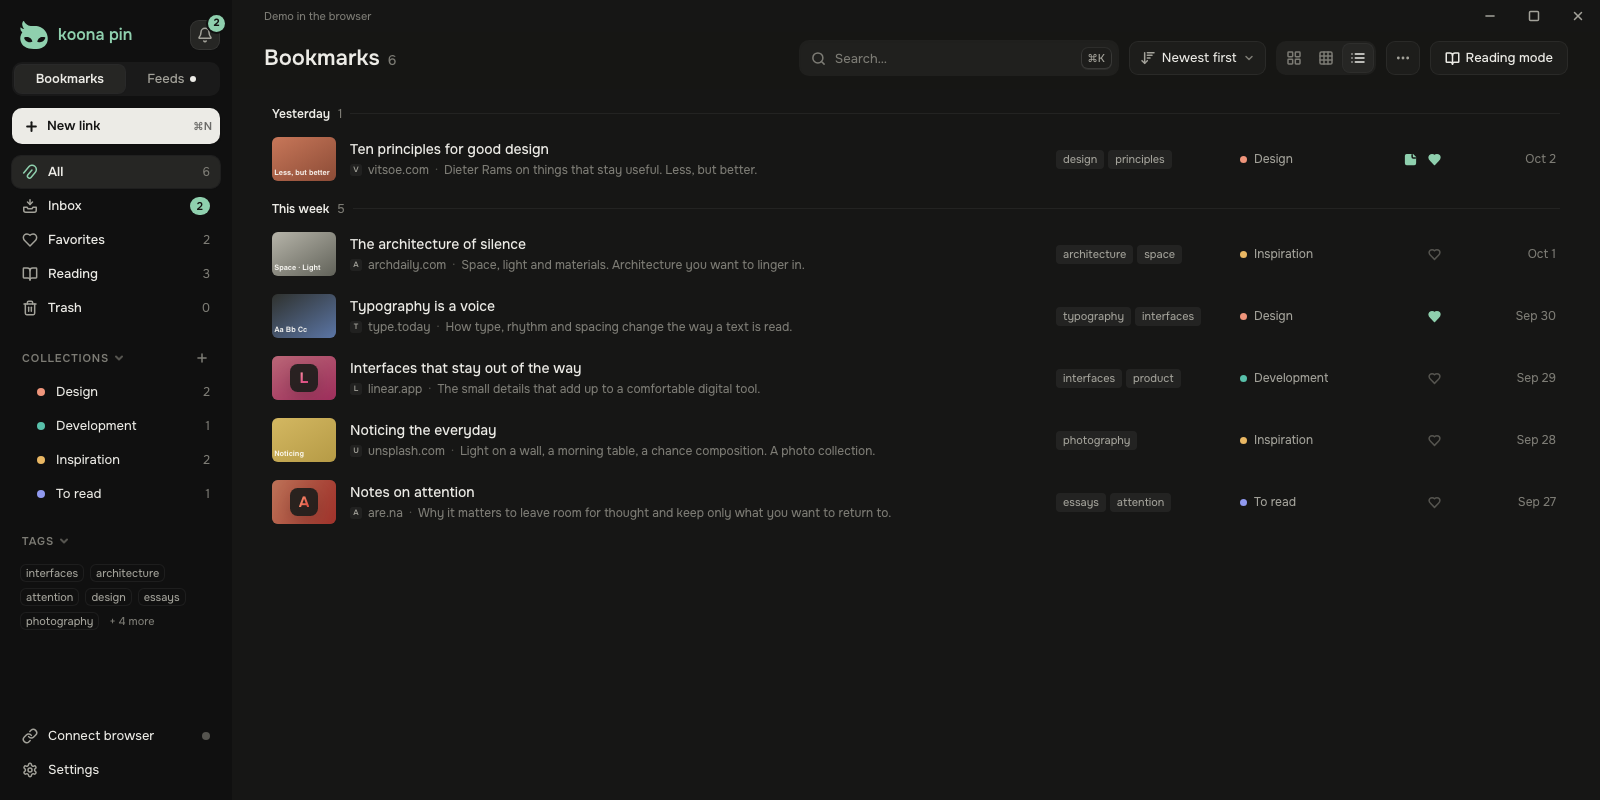 Demo in the browser
koona pin
2
Bookmarks
Feeds
New link
⌘N
All 6
Inbox 2
Favorites 2
Reading 3
Trash 0
COLLECTIONS
Design 2
Development 1
Inspiration 2
To read 1
TAGS
interfaces architecture
attention design essays
photography + 4 more
Connect browser
Settings
Bookmarks 6
Search... ⌘K
Newest first
Reading mode
Yesterday 1
Less, but better
Ten principles for good design
V vitsoe.com · Dieter Rams on things that stay useful. Less, but better.
design principles
Design
Oct 2
This week 5
Space · Light
The architecture of silence
A archdaily.com · Space, light and materials. Architecture you want to linger in.
architecture space
Inspiration
Oct 1
Aa Bb Cc
Typography is a voice
T type.today · How type, rhythm and spacing change the way a text is read.
typography interfaces
Design
Sep 30
L
Interfaces that stay out of the way
L linear.app · The small details that add up to a comfortable digital tool.
interfaces product
Development
Sep 29
Noticing
Noticing the everyday
U unsplash.com · Light on a wall, a morning table, a chance composition. A photo collection.
photography
Inspiration
Sep 28
A
Notes on attention
A are.na · Why it matters to leave room for thought and keep only what you want to return to.
essays attention
To read
Sep 27